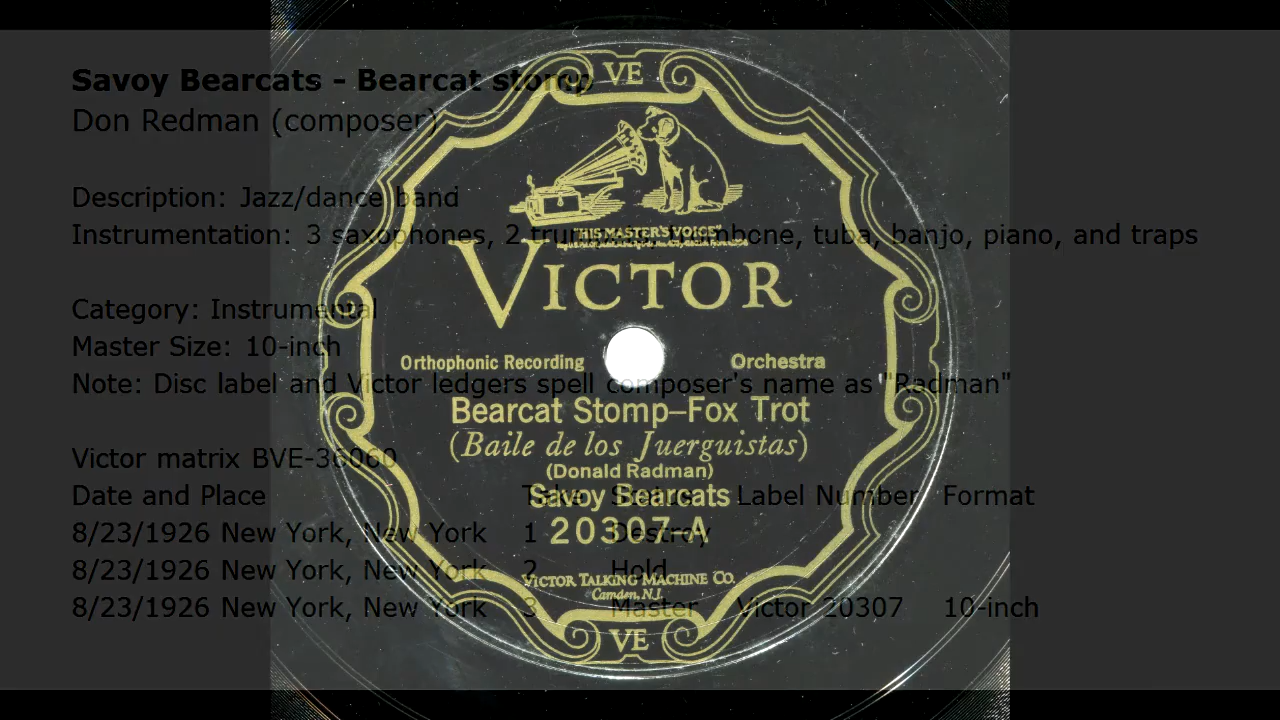 Savoy Bearcats - Bearcat stomp
Don Redman (composer)
Description: Jazz/dance band
Instrumentation: 3 saxophones, 2 trumpets, trombone, tuba, banjo, piano, and traps
Category: Instrumental
Master Size: 10-inch
Note: Disc label and Victor ledgers spell composer's name as "Radman"
Victor matrix BVE-36060
Date and Place Take Status Label Number Format
8/23/1926 New York, New York 1 Destroy
8/23/1926 New York, New York 2 Hold
8/23/1926 New York, New York 3 Master Victor 20307 10-inch
VE
"HIS MASTER'S VOICE"
VICTOR
Orthophonic Recording Orchestra
Bearcat Stomp–Fox Trot
(Baile de los Juerguistas)
(Donald Radman)
Savoy Bearcats
20307-A
VICTOR TALKING MACHINE CO.
Camden, N.J.
VE